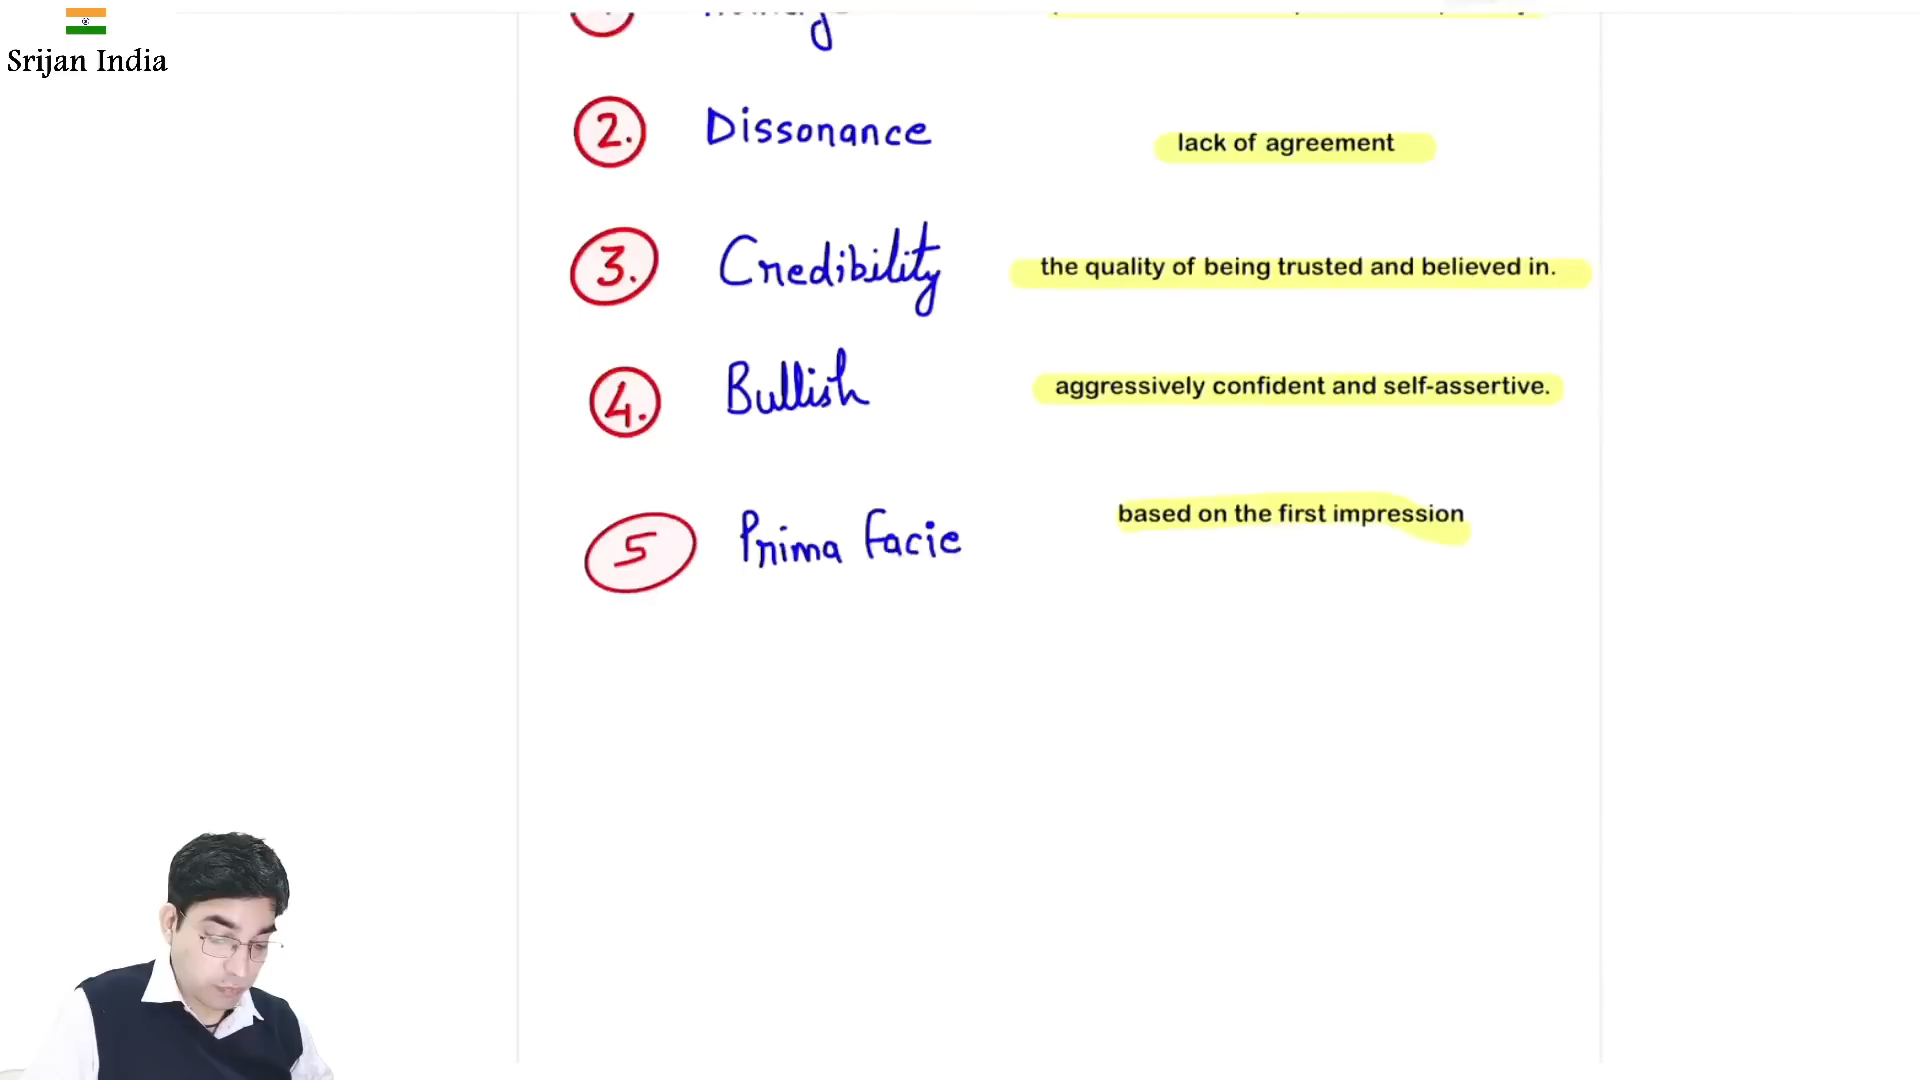 Srijan India
2. Dissonance lack of agreement
3. Credibility the quality of being trusted and believed in.
4. Bullish aggressively confident and self-assertive.
5 Prima Facie based on the first impression